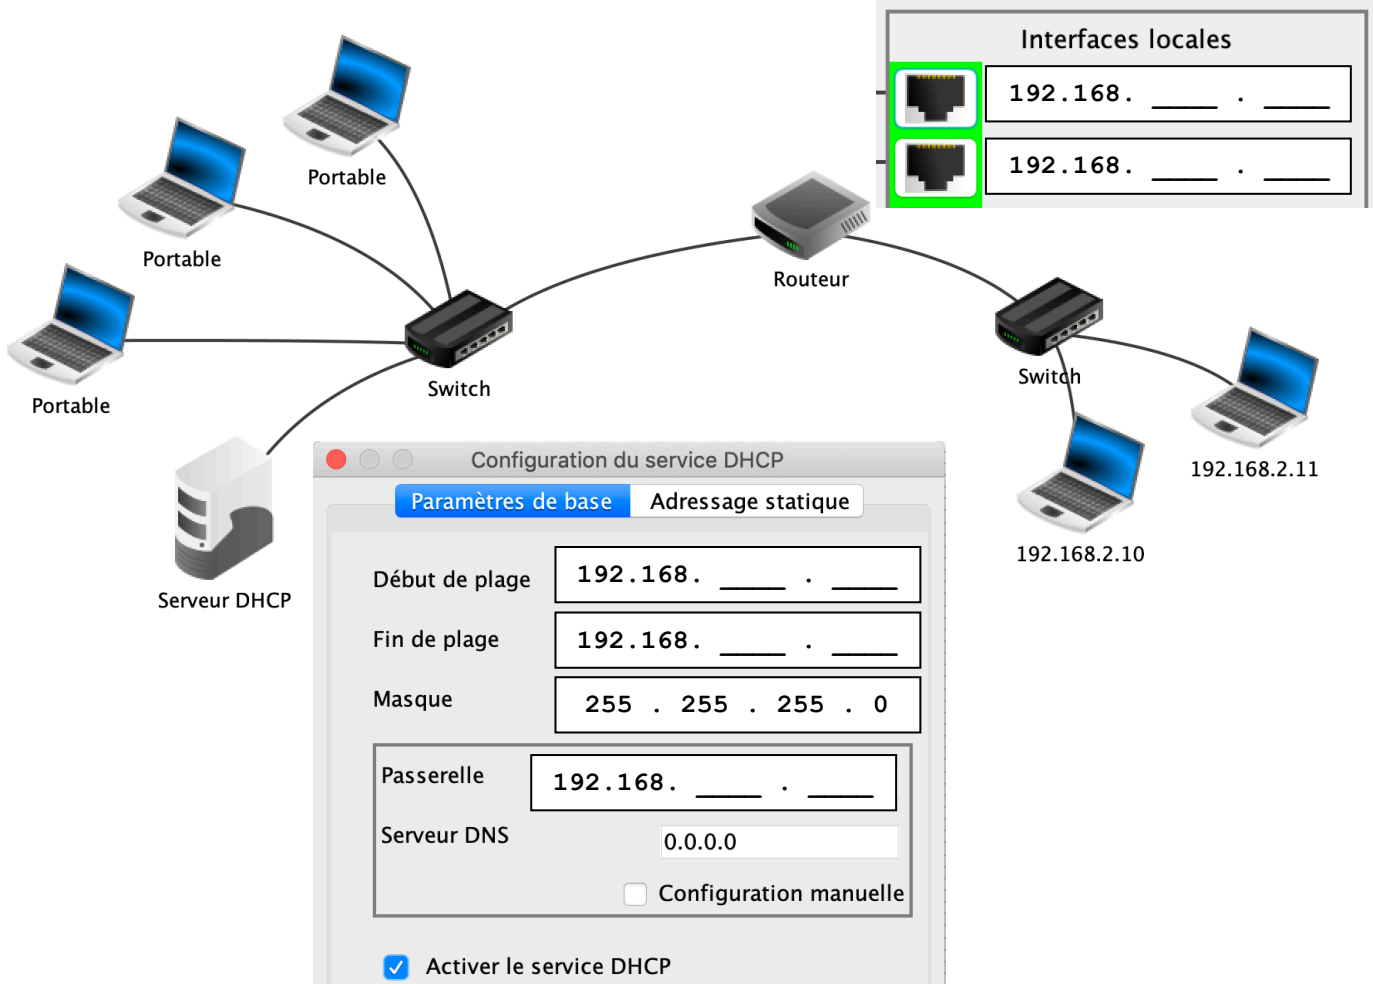 Interfaces locales
192.168. ____ . ____
192.168. ____ . ____
Portable
Portable
Portable
Routeur
Switch
Switch
192.168.2.11
192.168.2.10
Serveur DHCP
Configuration du service DHCP
Paramètres de base
Adressage statique
Début de plage 192.168. ____ . ____
Fin de plage 192.168. ____ . ____
Masque 255 . 255 . 255 . 0
Passerelle 192.168. ____ . ____
Serveur DNS 0.0.0.0
Configuration manuelle
Activer le service DHCP